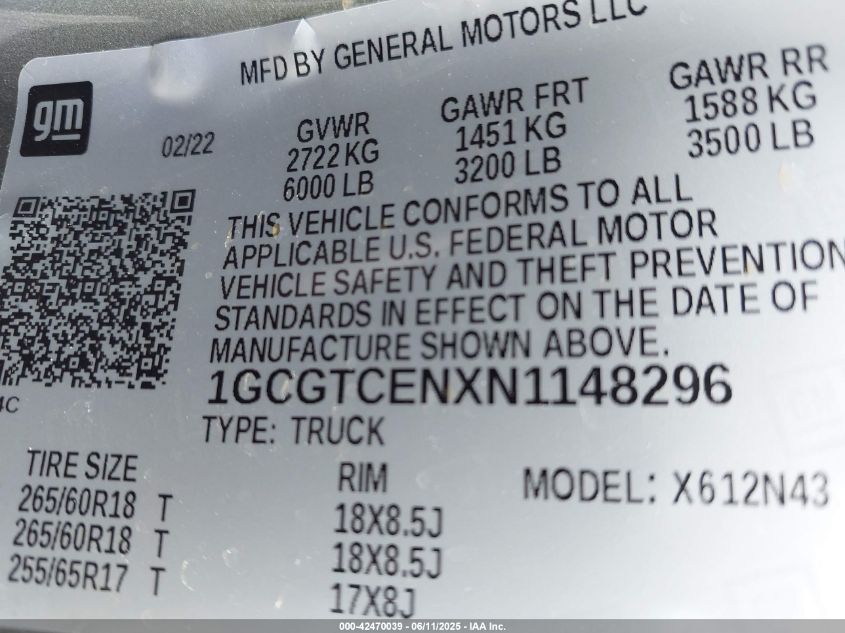 MFD BY GENERAL MOTORS LLC
gm
02/22
GVWR
2722 KG
6000 LB
GAWR FRT
1451 KG
3200 LB
GAWR RR
1588 KG
3500 LB
THIS VEHICLE CONFORMS TO ALL
APPLICABLE U.S. FEDERAL MOTOR
VEHICLE SAFETY AND THEFT PREVENTION
STANDARDS IN EFFECT ON THE DATE OF
MANUFACTURE SHOWN ABOVE.
1GCGTCENXN1148296
4C
TYPE: TRUCK
TIRE SIZE
265/60R18 T
265/60R18 T
255/65R17 T
RIM
18X8.5J
18X8.5J
17X8J
MODEL: X612N43
000-42470039 - 06/11/2025 - IAA Inc.